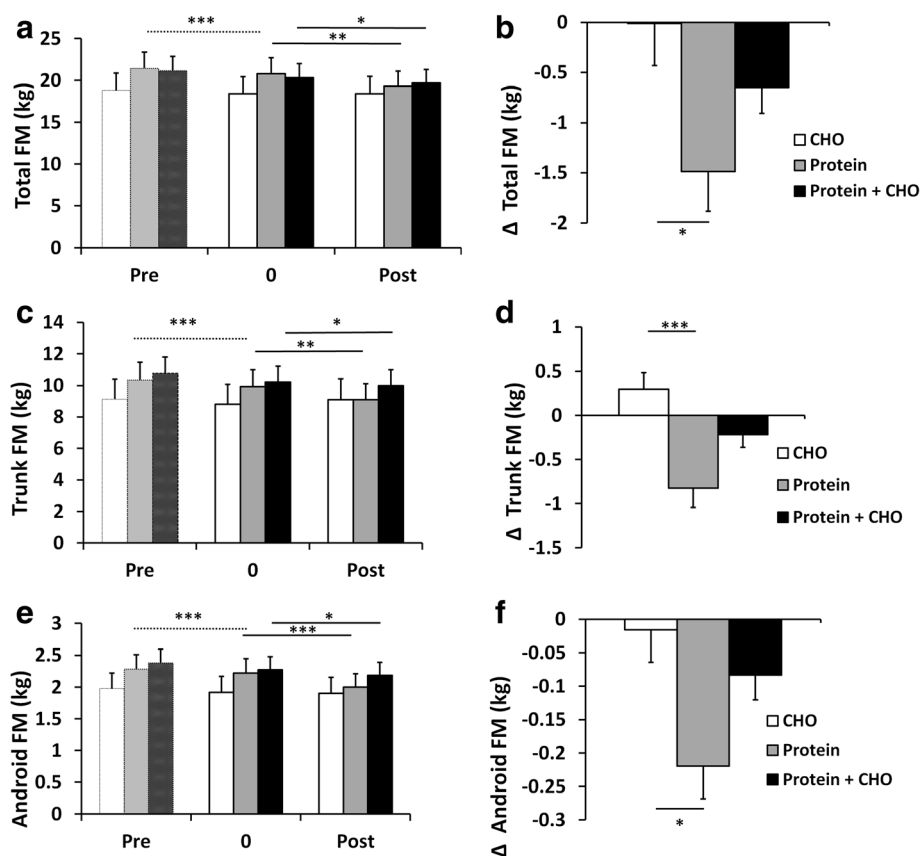 a
Total FM (kg)
25
20
15
10
5
0
***
*
**
Pre
0
Post
b
Δ Total FM (kg)
0
-0.5
-1
-1.5
-2
*
CHO
Protein
Protein + CHO
c
Trunk FM (kg)
14
12
10
8
6
4
2
0
***
*
**
Pre
0
Post
d
Δ Trunk FM (kg)
1
0.5
0
-0.5
-1
-1.5
***
CHO
Protein
Protein + CHO
e
Android FM (kg)
3
2.5
2
1.5
1
0.5
0
***
*
***
Pre
0
Post
f
Δ Android FM (kg)
-0
-0.05
-0.1
-0.15
-0.2
-0.25
-0.3
*
CHO
Protein
Protein + CHO